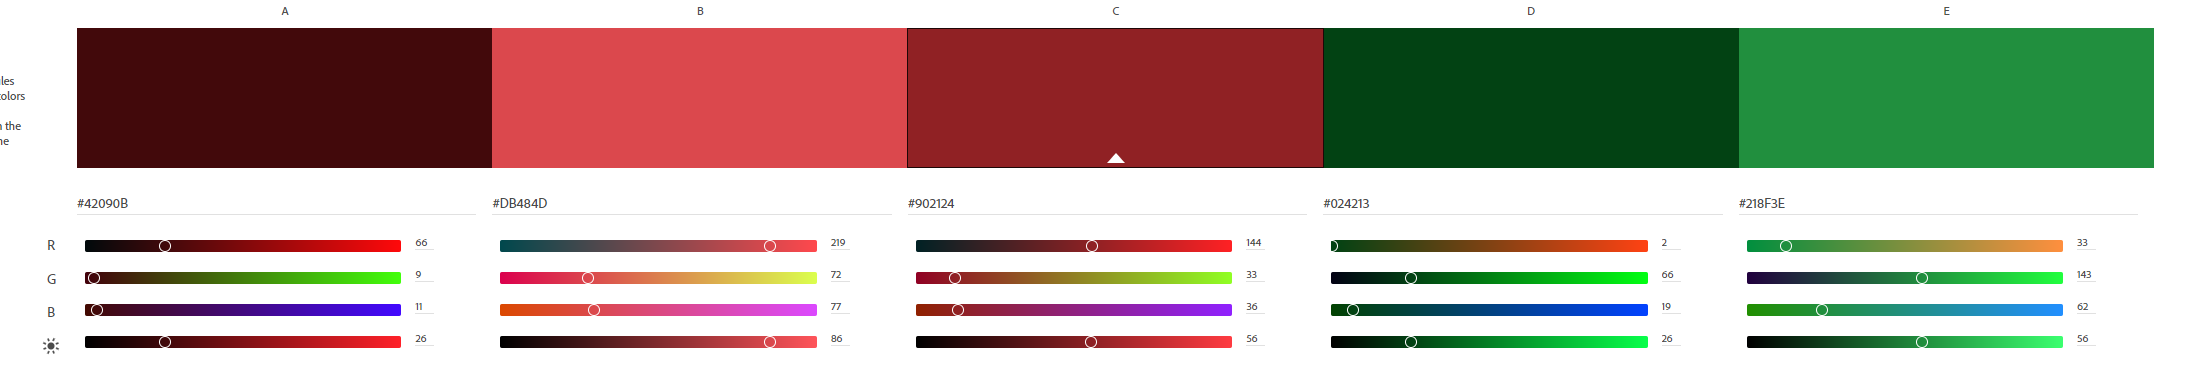 A B C D E
les
colors
n the
ne
#42090B #DB484D #902124 #024213 #218F3E
R 66 219 144 2 33
G 9 72 33 66 143
B 11 77 36 19 62
26 86 56 26 56